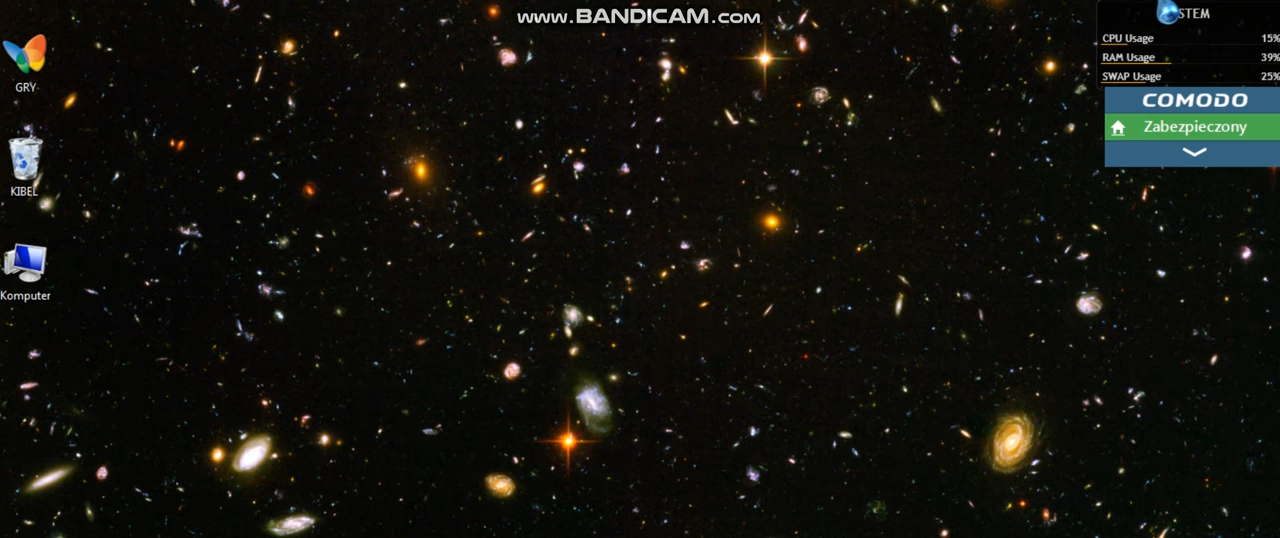 www.BANDICAM.com
GRY
KIBEL
Komputer
STEM
CPU Usage 15%
RAM Usage 39%
SWAP Usage 25%
COMODO
Zabezpieczony